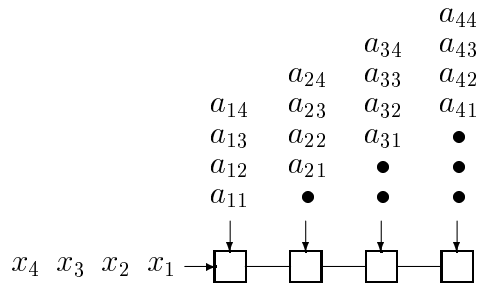 a44
a34 a43
a24 a33 a42
a14 a23 a32 a41
a13 a22 a31 •
a12 a21 • •
a11 • • •
x4 x3 x2 x1